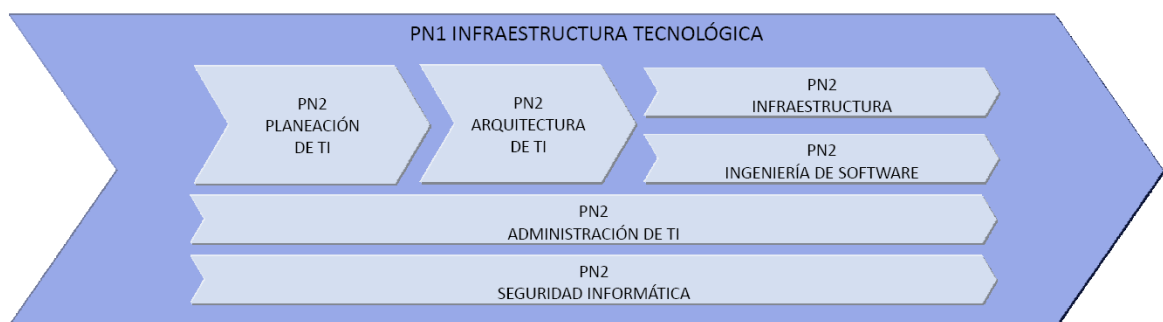 PN1 INFRAESTRUCTURA TECNOLÓGICA
PN2
PLANEACIÓN
DE TI
PN2
ARQUITECTURA
DE TI
PN2
INFRAESTRUCTURA
PN2
INGENIERÍA DE SOFTWARE
PN2
ADMINISTRACIÓN DE TI
PN2
SEGURIDAD INFORMÁTICA